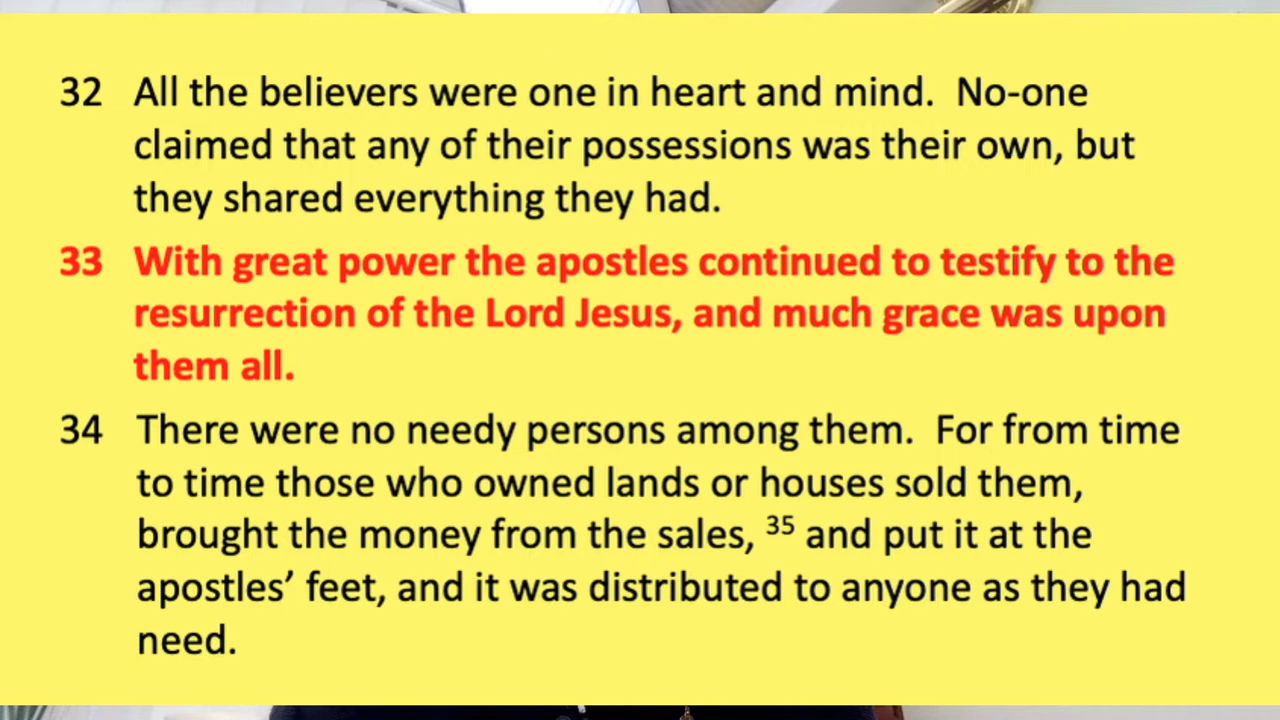 32 All the believers were one in heart and mind. No-one
claimed that any of their possessions was their own, but
they shared everything they had.
33 With great power the apostles continued to testify to the
resurrection of the Lord Jesus, and much grace was upon
them all.
34 There were no needy persons among them. For from time
to time those who owned lands or houses sold them,
brought the money from the sales, 35 and put it at the
apostles’ feet, and it was distributed to anyone as they had
need.